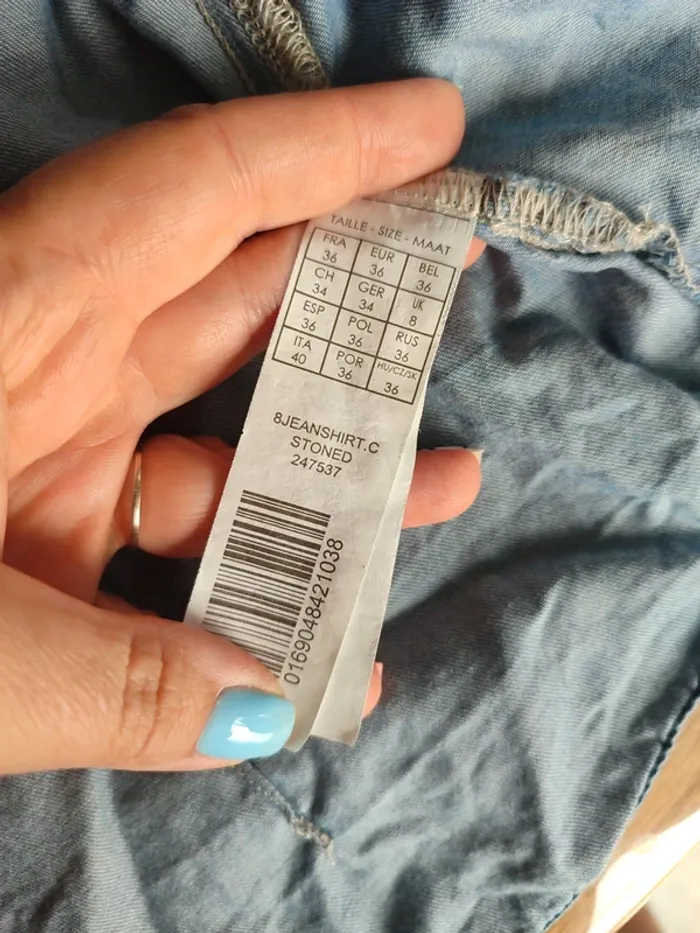 TAILLE - SIZE - MAAT
FRA EUR BEL
36 36 36
CH GER UK
34 34 8
ESP POL RUS
36 36 36
ITA POR HU/CZ/SK
40 36 36
8JEANSHIRT.C
STONED
247537
0169048421038